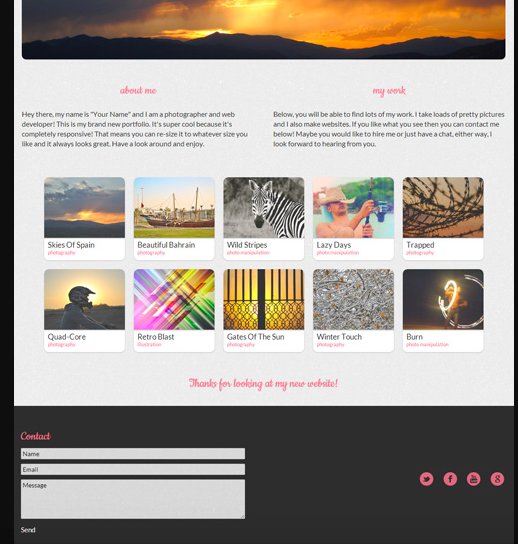 about me
my work
Hey there, my name is "Your Name" and I am a photographer and web
developer! This is my brand new portfolio. It's super cool because it's
completely responsive! That means you can re-size it to whatever size you
like and it always looks great. Have a look around and enjoy.
Below, you will be able to find lots of my work. I take loads of pretty pictures
and I also make websites. If you like what you see then you can contact me
below! Maybe you would like to hire me or just have a chat, either way, I
look forward to hearing from you.
Skies Of Spain
photography
Beautiful Bahrain
photography
Wild Stripes
photo manipulation
Lazy Days
photo manipulation
Trapped
photography
Quad-Core
photography
Retro Blast
illustration
Gates Of The Sun
photography
Winter Touch
photography
Burn
photo manipulation
Thanks for looking at my new website!
Contact
Name
Email
Message
Send